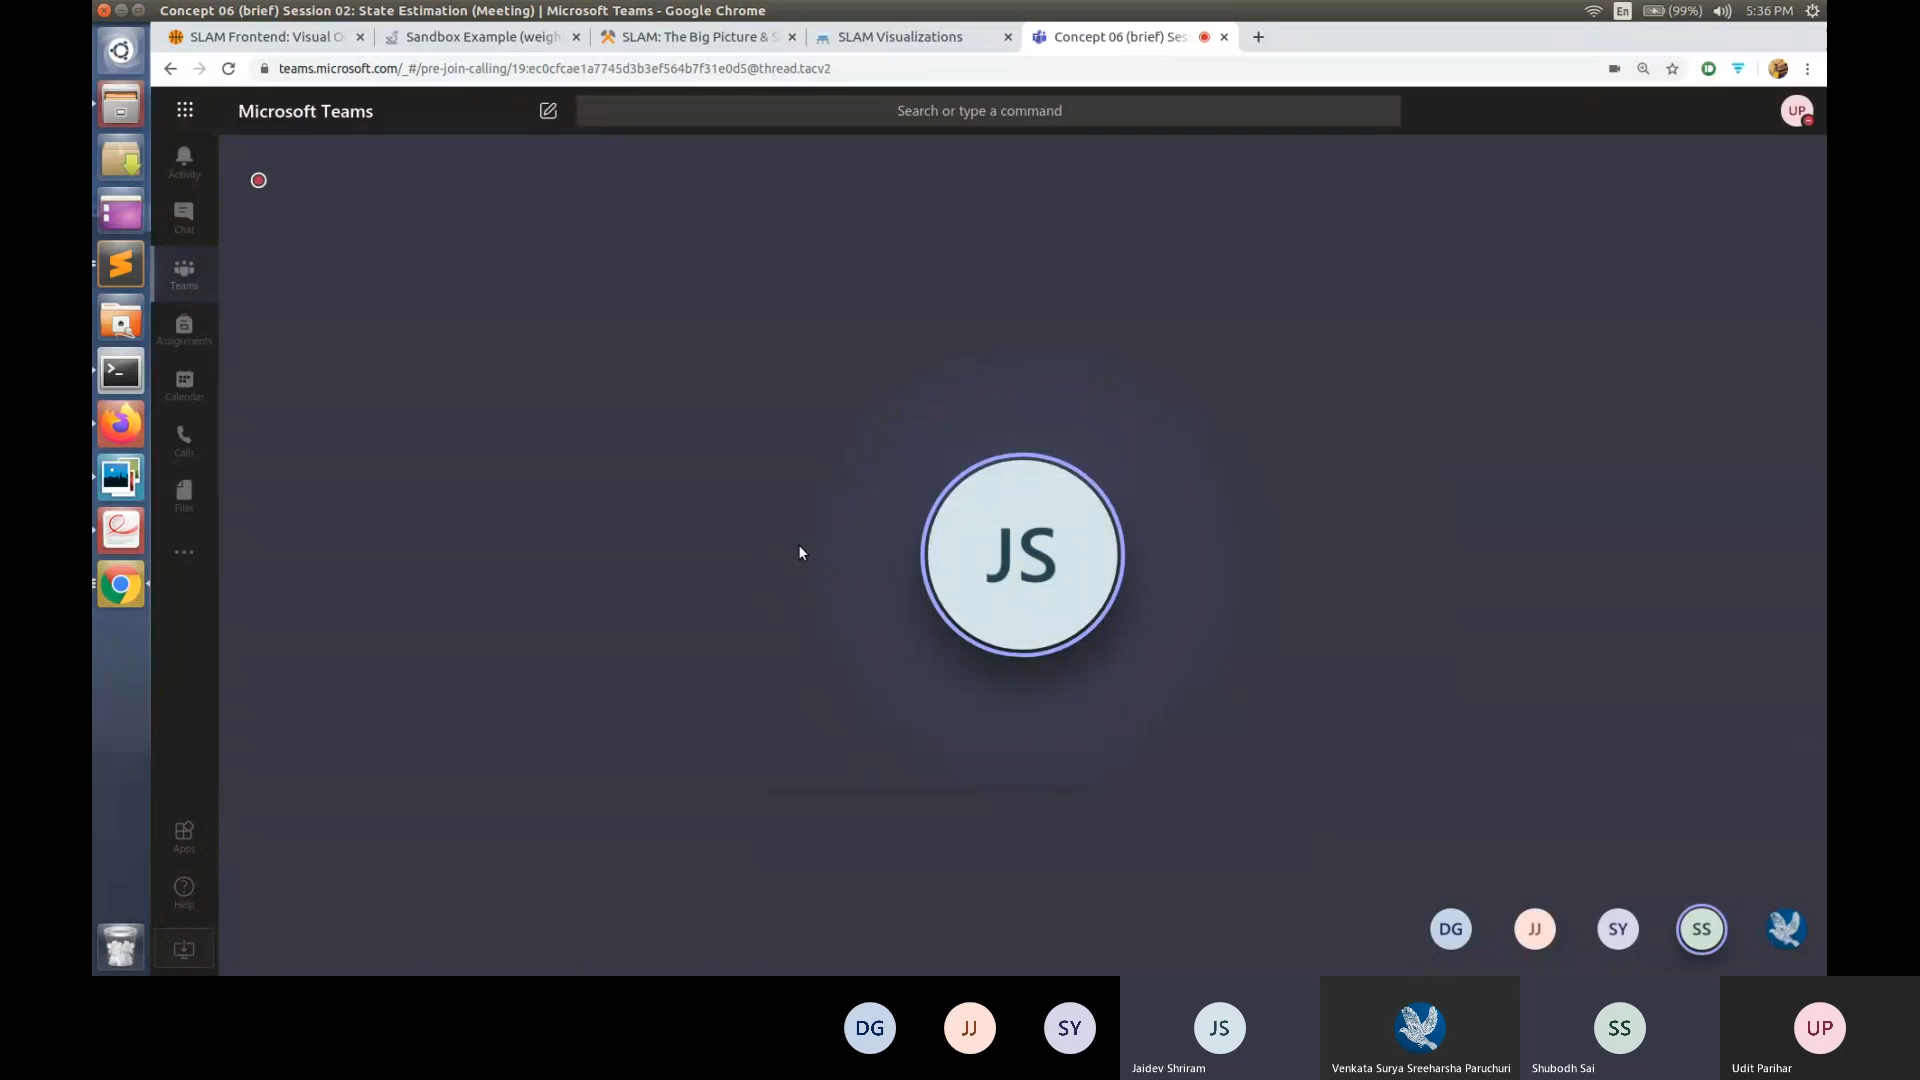 Concept 06 (brief) Session 02: State Estimation (Meeting) | Microsoft Teams - Google Chrome
En
(99%)
5:36 PM
SLAM Frontend: Visual O
Sandbox Example (weigh
SLAM: The Big Picture & S
SLAM Visualizations
Concept 06 (brief) Ses
teams.microsoft.com/_#/pre-join-calling/19:ec0cfcae1a7745d3b3ef564b7f31e0d5@thread.tacv2
Microsoft Teams
Search or type a command
UP
Activity
Chat
Teams
Assignments
Calendar
Calls
Files
Apps
Help
JS
DG
JJ
SY
SS
DG
JJ
SY
JS
SS
UP
Jaidev Shriram
Venkata Surya Sreeharsha Paruchuri
Shubodh Sai
Udit Parihar